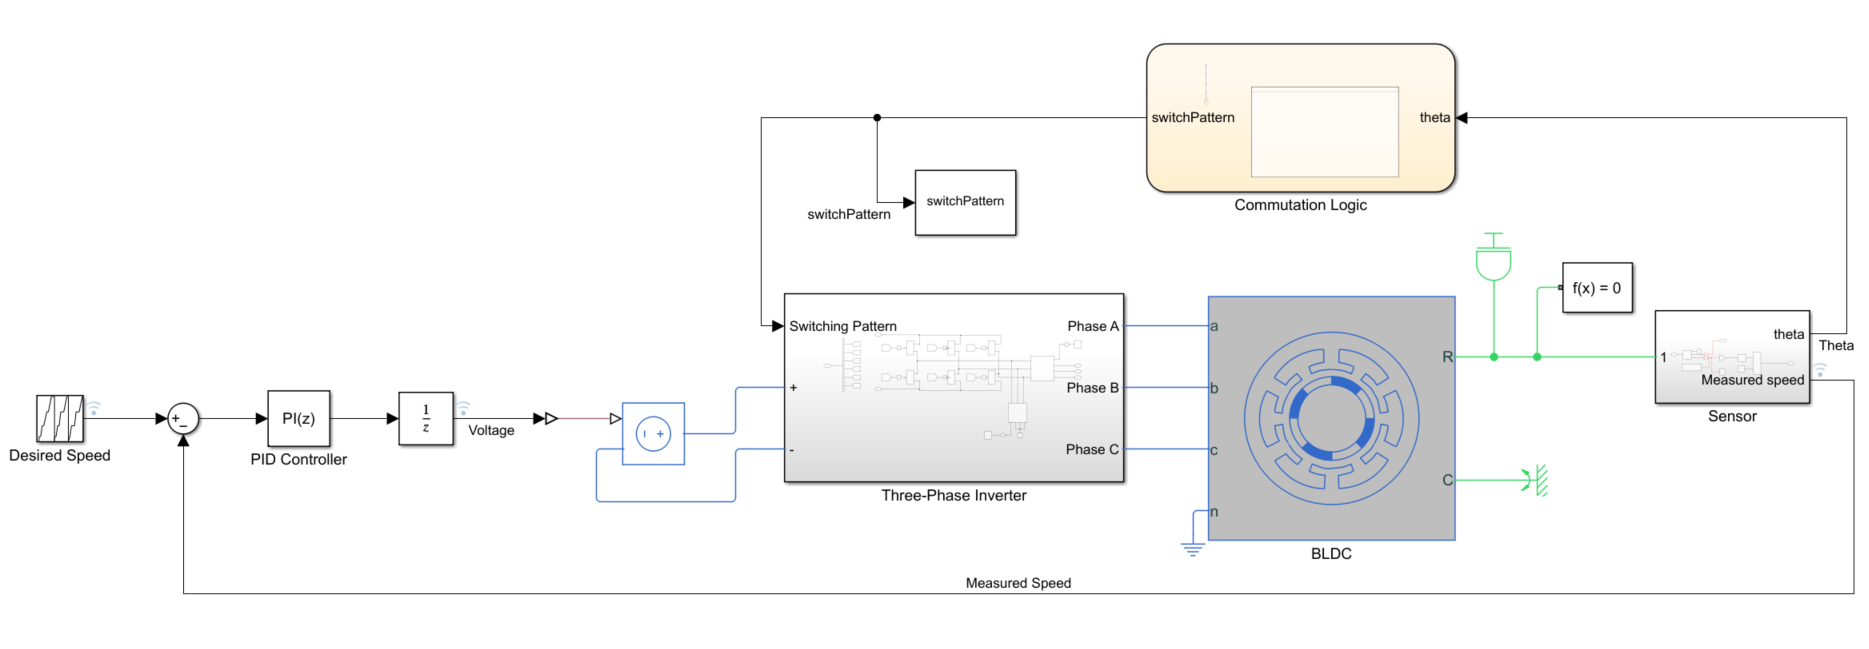 switchPattern
theta
Commutation Logic
switchPattern
switchPattern
f(x) = 0
Switching Pattern
Phase A
a
theta
Theta
R
1
+
Phase B
b
Measured speed
Sensor
Desired Speed
+
−
PI(z)
PID Controller
1
z
Voltage
-
Phase C
c
C
Three-Phase Inverter
n
BLDC
Measured Speed